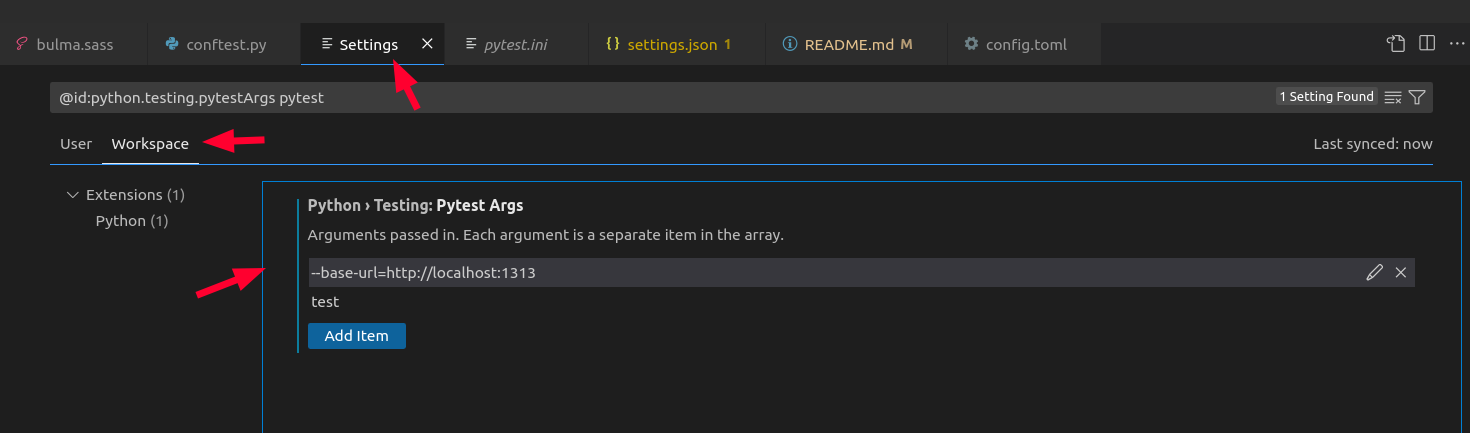 bulma.sass conftest.py Settings pytest.ini settings.json 1 README.md M config.toml
@id:python.testing.pytestArgs pytest 1 Setting Found
User Workspace Last synced: now
Extensions (1)
Python (1)
Python › Testing: Pytest Args
Arguments passed in. Each argument is a separate item in the array.
--base-url=http://localhost:1313
test
Add Item